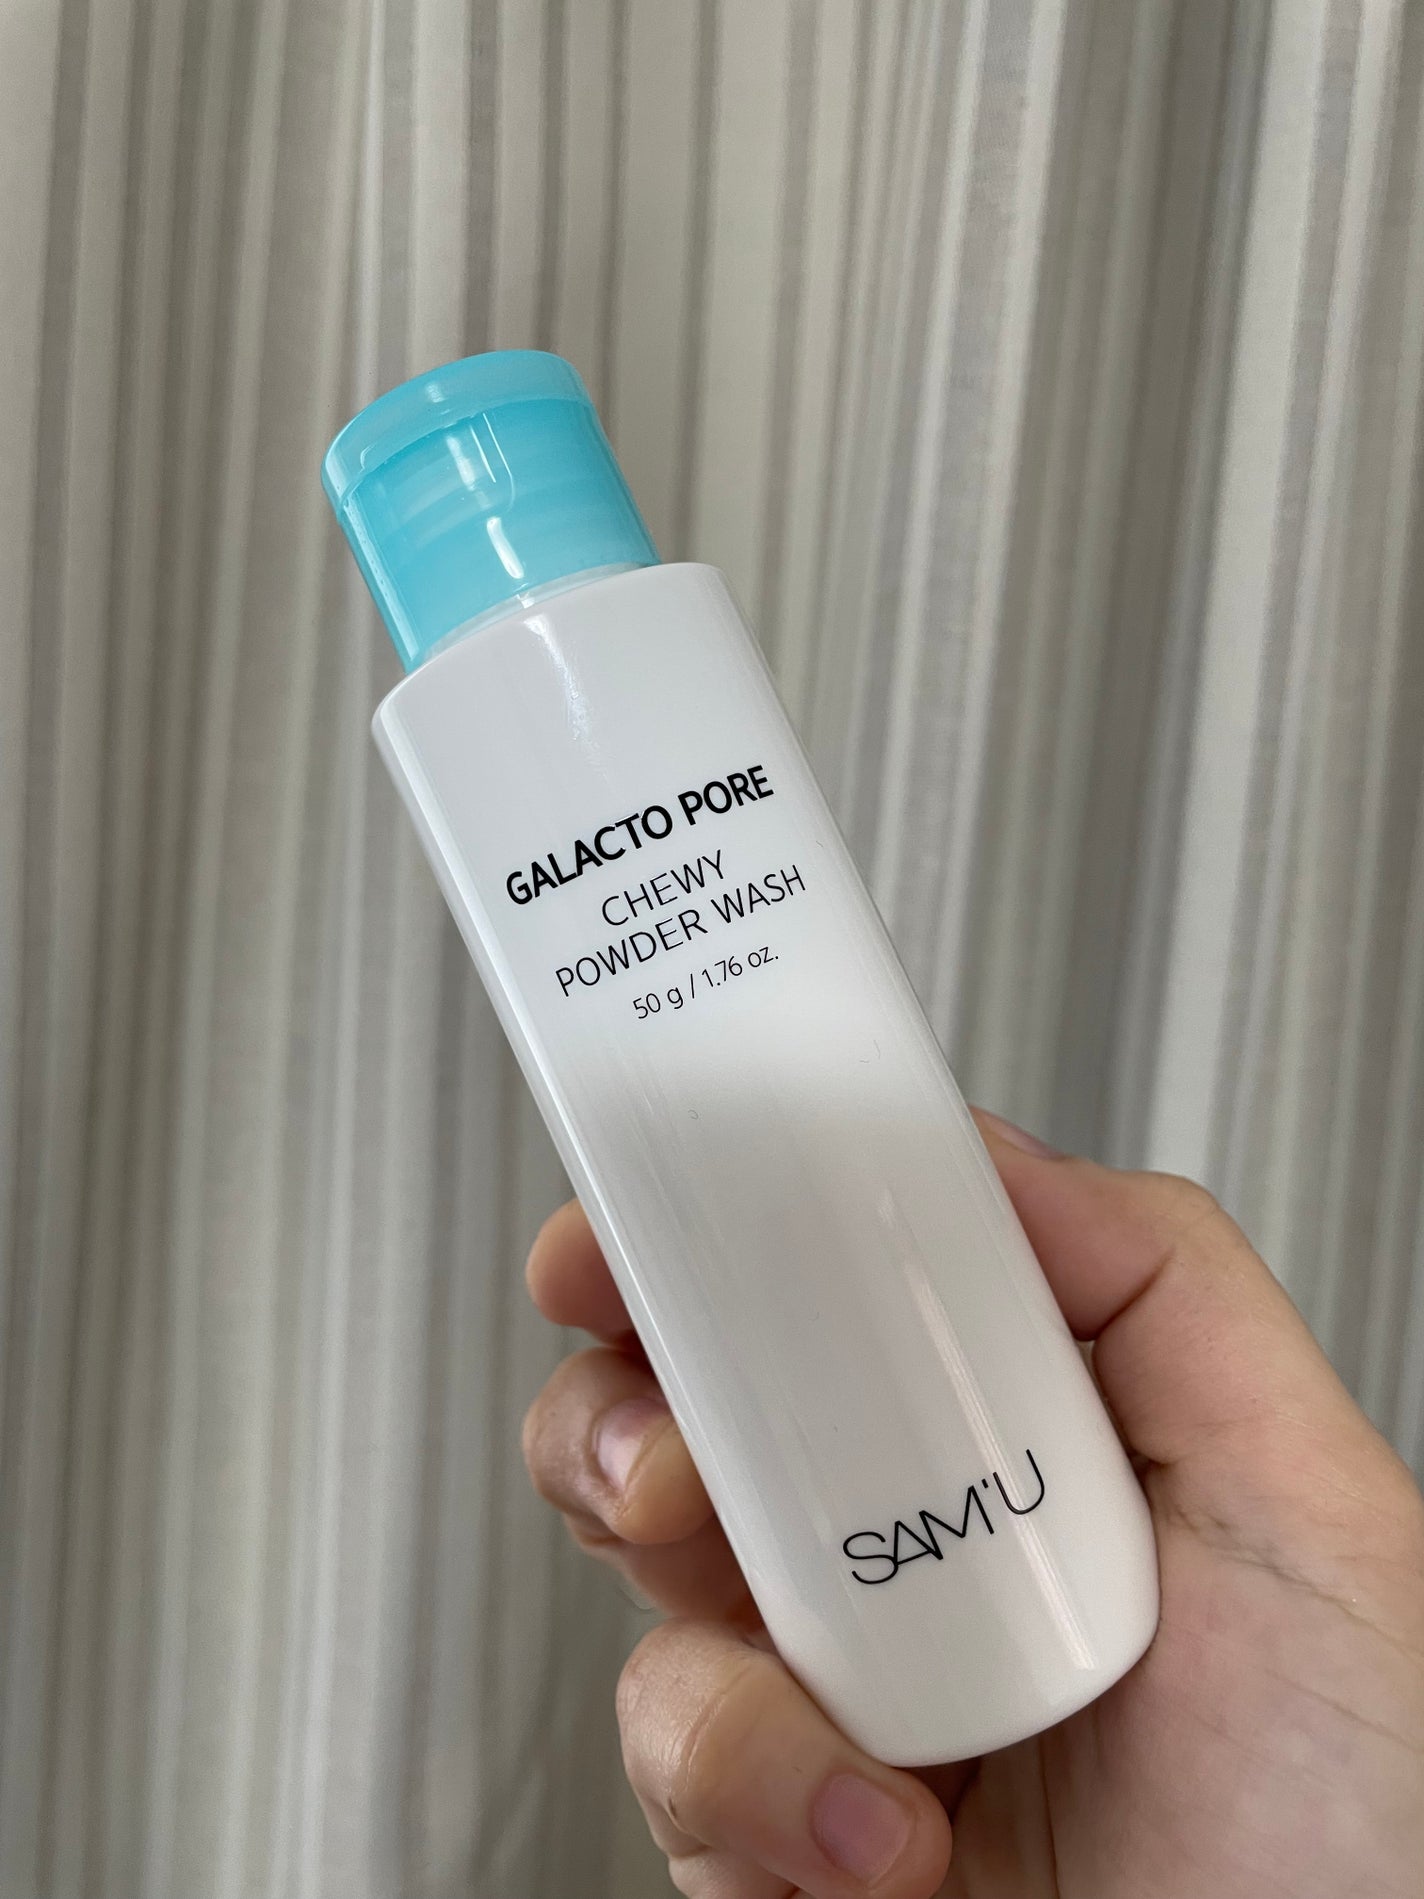 GALACTO PORE
CHEWY
POWDER WASH
50 g / 1.76 oz.
SAM'U